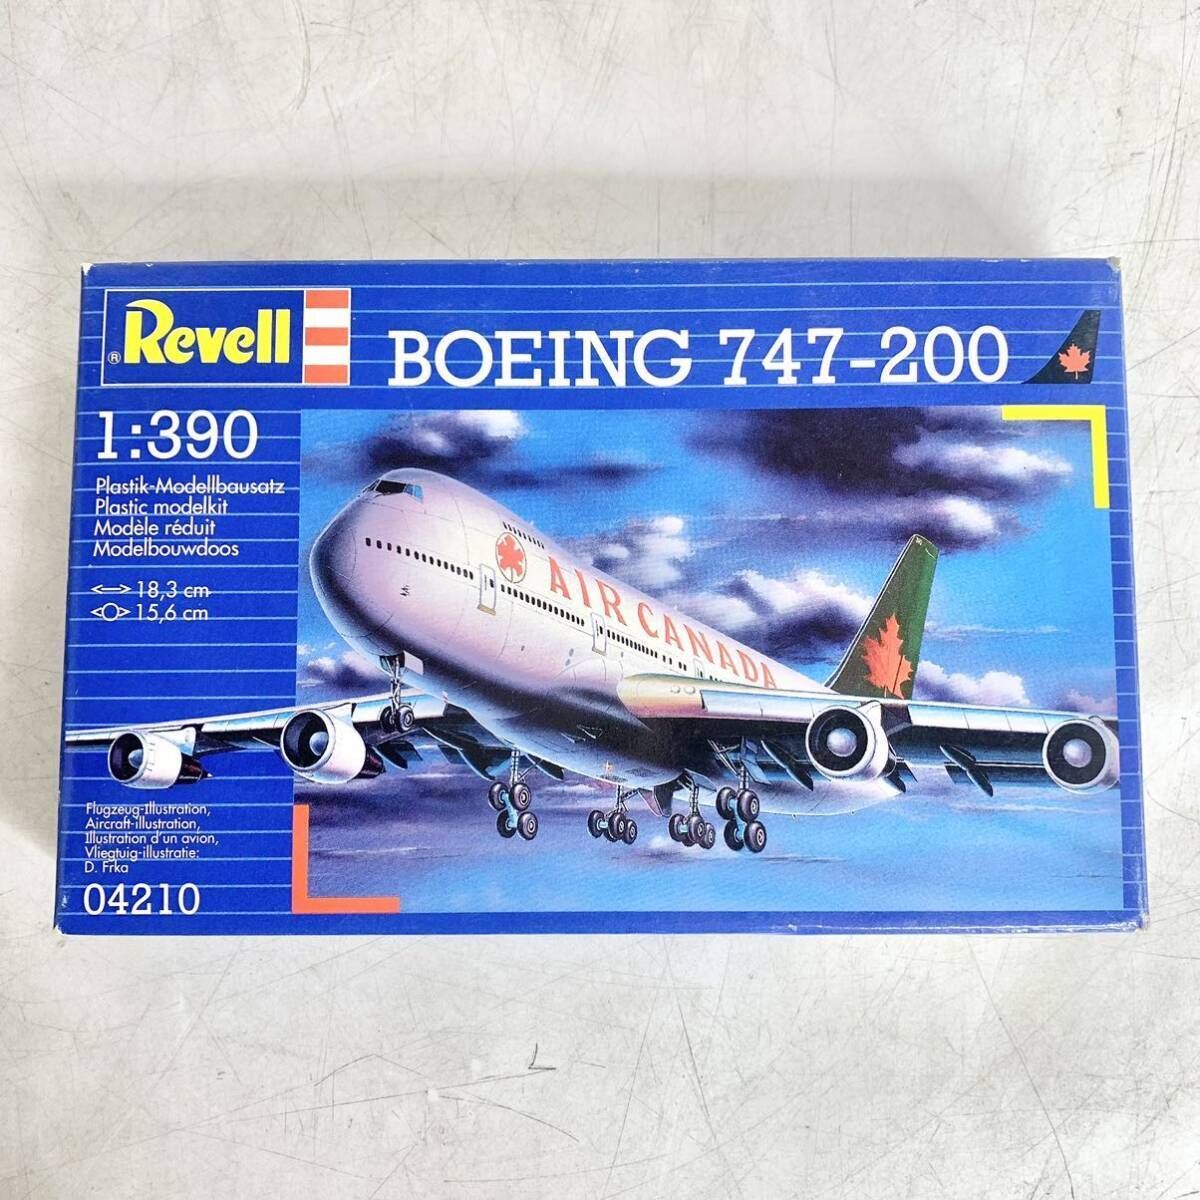 Revell
®
BOEING 747-200
1:390
Plastik-Modellbausatz
Plastic modelkit
Modèle réduit
Modelbouwdoos
18,3 cm
15,6 cm
AIR CANADA
Flugzeug-Illustration,
Aircraft-illustration,
Illustration d'un avion,
Vliegtuig-illustratie:
D. Frka
04210